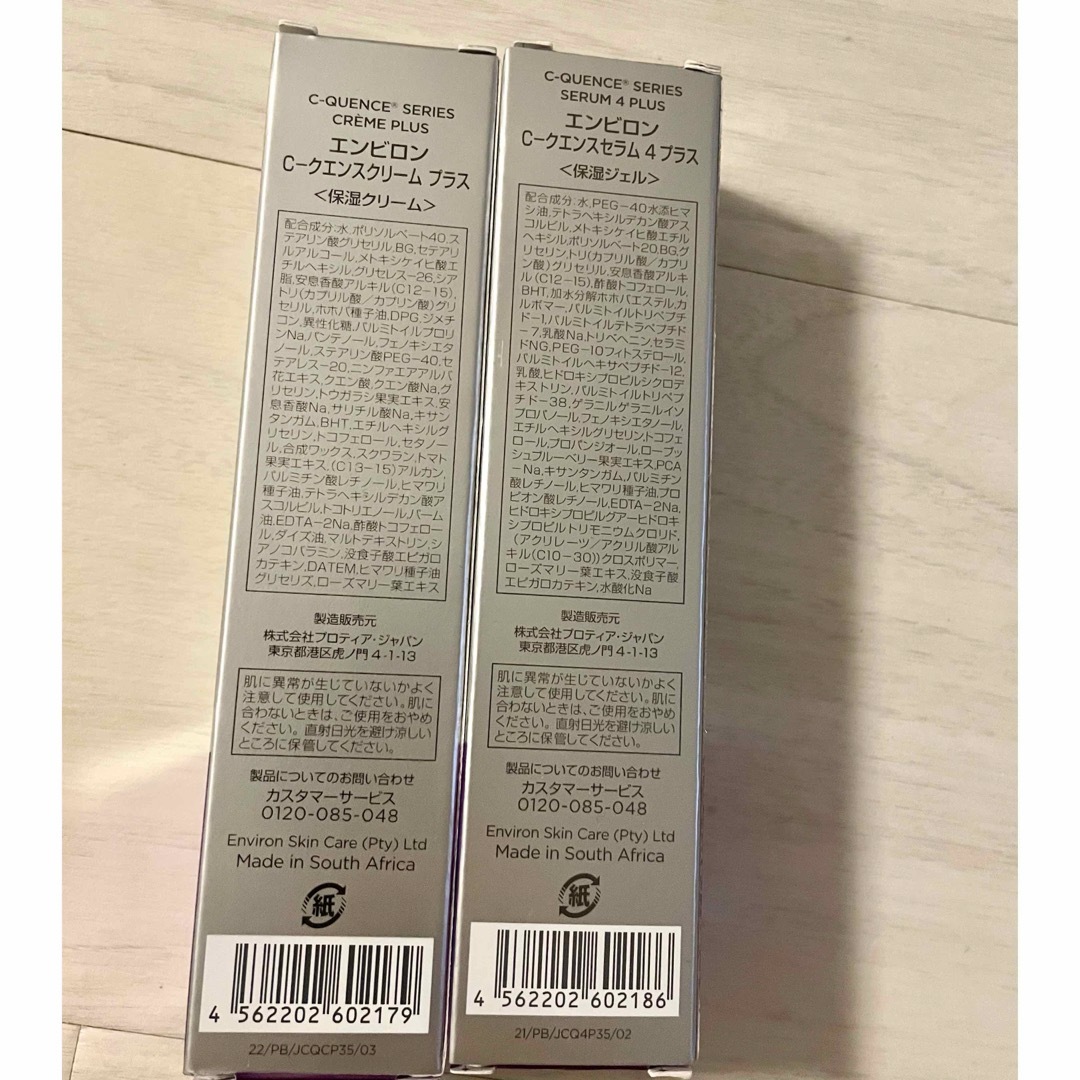 C-QUENCE® SERIES
CRÈME PLUS
エンビロン
C-クエンスクリーム プラス
＜保湿クリーム＞
配合成分:水,ポリソルベート40,ス
テアリン酸グリセリル,BG,セテアリ
ルアルコール,メトキシケイヒ酸エ
チルヘキシル,グリセレス-26,シア
脂,安息香酸アルキル(C12-15),
トリ(カプリル酸／カプリン酸)グリ
セリル,ホホバ種子油,DPG,ジメチ
コン,異性化糖,パルミトイルプロリ
ンNa,パンテノール,フェノキシエタ
ノール,ステアリン酸PEG-40,セ
テアレス-20,ニンファエアアルバ
花エキス,クエン酸,クエン酸Na,グ
リセリン,トウガラシ果実エキス,安
息香酸Na,サリチル酸Na,キサン
タンガム,BHT,エチルヘキシルグ
リセリン,トコフェロール,セタノー
ル,合成ワックス,スクワラン,トマト
果実エキス,(C13-15)アルカン,
パルミチン酸レチノール,ヒマワリ
種子油,テトラヘキシルデカン酸ア
スコルビル,トコトリエノール,パーム
油,EDTA-2Na,酢酸トコフェロー
ル,ダイズ油,マルトデキストリン,シ
アノコバラミン,没食子酸エピガロ
カテキン,DATEM,ヒマワリ種子油
グリセリズ,ローズマリー葉エキス
製造販売元
株式会社プロティア・ジャパン
東京都港区虎ノ門4-1-13
肌に異常が生じていないかよく
注意して使用してください。肌に
合わないときは、ご使用をおやめ
ください。直射日光を避け涼しい
ところに保管してください。
製品についてのお問い合わせ
カスタマーサービス
0120-085-048
Environ Skin Care (Pty) Ltd
Made in South Africa
紙
4 562202 602179
22/PB/JCQCP35/03
C-QUENCE® SERIES
SERUM 4 PLUS
エンビロン
C-クエンスセラム 4 プラス
＜保湿ジェル＞
配合成分:水,PEG-40水添ヒマ
シ油,テトラヘキシルデカン酸アス
コルビル,メトキシケイヒ酸エチル
ヘキシル,ポリソルベート20,BG,グ
リセリン,トリ(カプリル酸／カプリ
ン酸)グリセリル,安息香酸アルキ
ル(C12-15),酢酸トコフェロール,
BHT,加水分解ホホバエステル,カ
ルボマー,パルミトイルトリペプチ
ド-1,パルミトイルテトラペプチド
-7,乳酸Na,トリベヘニン,セラミ
ドNG,PEG-10フィトステロール,
パルミトイルヘキサペプチド-12,
乳酸,ヒドロキシプロピルシクロデ
キストリン,パルミトイルトリペプ
チド-38,ゲラニルゲラニルイソ
プロパノール,フェノキシエタノール,
エチルヘキシルグリセリン,トコフェ
ロール,プロパンジオール,ローブッ
シュブルーベリー果実エキス,PCA
-Na,キサンタンガム,パルミチン
酸レチノール,ヒマワリ種子油,プロ
ピオン酸レチノール,EDTA-2Na,
ヒドロキシプロピルグアーヒドロキ
シプロピルトリモニウムクロリド,
(アクリレーツ／アクリル酸アル
キル(C10-30))クロスポリマー,
ローズマリー葉エキス,没食子酸
エピガロカテキン,水酸化Na
製造販売元
株式会社プロティア・ジャパン
東京都港区虎ノ門4-1-13
肌に異常が生じていないかよく
注意して使用してください。肌に
合わないときは、ご使用をおやめ
ください。直射日光を避け涼しい
ところに保管してください。
製品についてのお問い合わせ
カスタマーサービス
0120-085-048
Environ Skin Care (Pty) Ltd
Made in South Africa
紙
4 562202 602186
21/PB/JCQ4P35/02